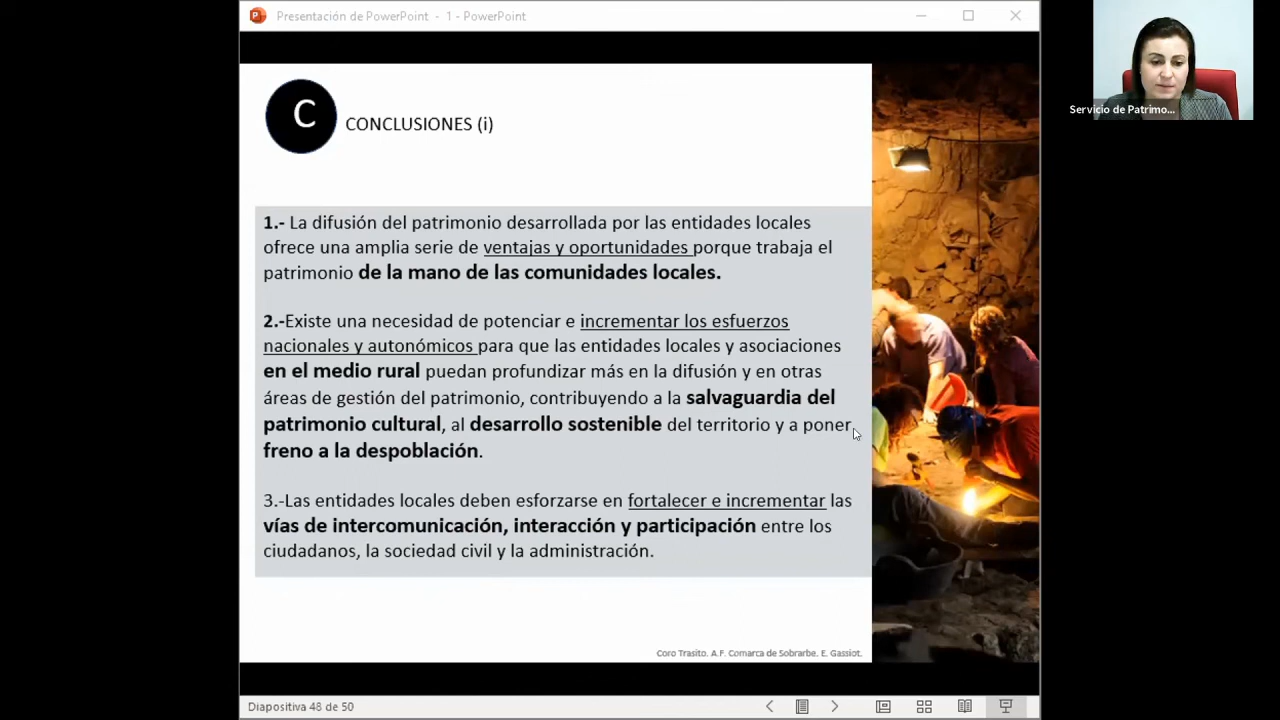 Presentación de PowerPoint - 1 - PowerPoint
Servicio de Patrimo...
C
CONCLUSIONES (i)
1.- La difusión del patrimonio desarrollada por las entidades locales
ofrece una amplia serie de ventajas y oportunidades porque trabaja el
patrimonio de la mano de las comunidades locales.
2.-Existe una necesidad de potenciar e incrementar los esfuerzos
nacionales y autonómicos para que las entidades locales y asociaciones
en el medio rural puedan profundizar más en la difusión y en otras
áreas de gestión del patrimonio, contribuyendo a la salvaguardia del
patrimonio cultural, al desarrollo sostenible del territorio y a poner
freno a la despoblación.
3.-Las entidades locales deben esforzarse en fortalecer e incrementar las
vías de intercomunicación, interacción y participación entre los
ciudadanos, la sociedad civil y la administración.
Coro Trasito. A.F. Comarca de Sobrarbe. E. Gassiot.
Diapositiva 48 de 50